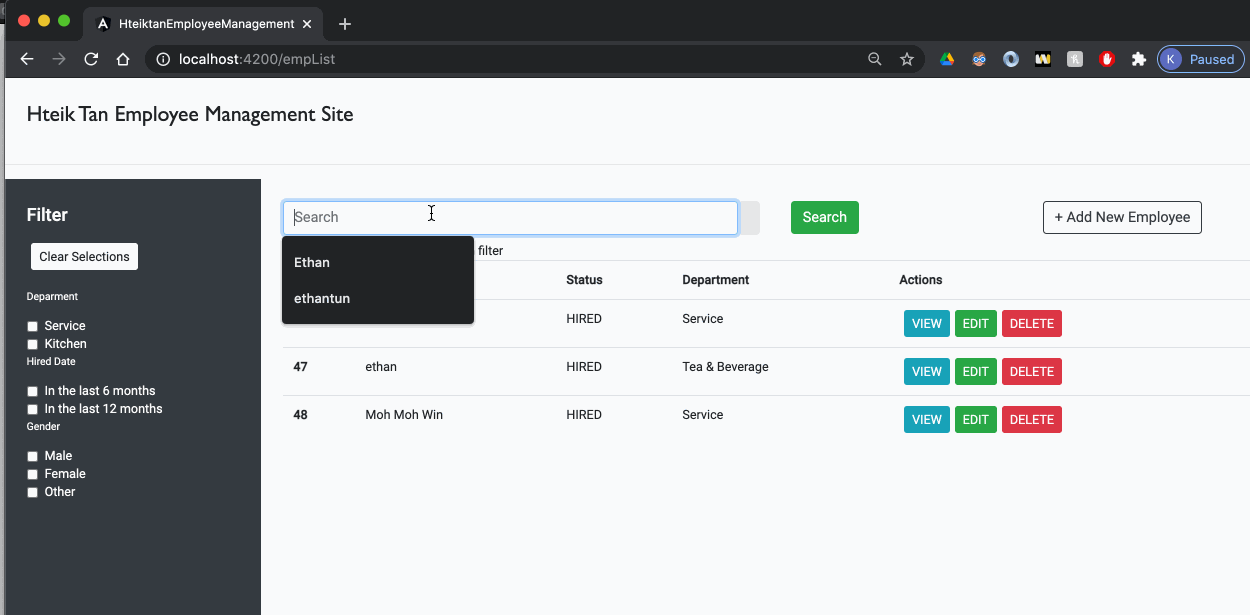 HteiktanEmployeeManagement
localhost:4200/empList
K Paused
Hteik Tan Employee Management Site
Filter
Clear Selections
Deparment
Service
Kitchen
Hired Date
In the last 6 months
In the last 12 months
Gender
Male
Female
Other
Search
Search
+ Add New Employee
Ethan
ethantun
filter
Status Department Actions
HIRED Service VIEW EDIT DELETE
47 ethan HIRED Tea & Beverage VIEW EDIT DELETE
48 Moh Moh Win HIRED Service VIEW EDIT DELETE